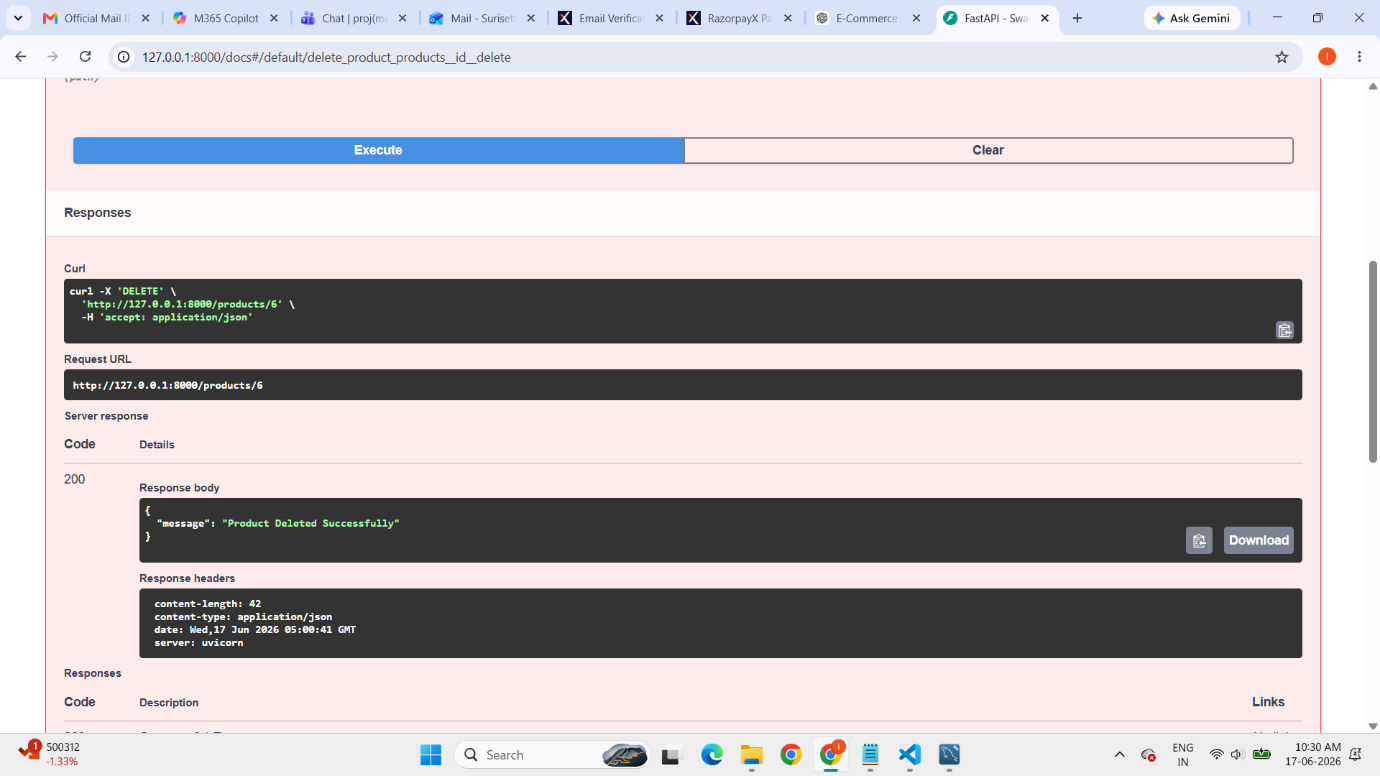 Official Mail I
M365 Copilot
Chat | proj(me
Mail - Suriset
Email Verifica
RazorpayX Pa
E-Commerce
FastAPI - Swa
Ask Gemini
127.0.0.1:8000/docs#/default/delete_product_products__id__delete
I
(path)
Execute
Clear
Responses
Curl
curl -X 'DELETE' \
'http://127.0.0.1:8000/products/6' \
-H 'accept: application/json'
Request URL
http://127.0.0.1:8000/products/6
Server response
Code
Details
200
Response body
{
"message": "Product Deleted Successfully"
}
Download
Response headers
content-length: 42
content-type: application/json
date: Wed,17 Jun 2026 05:00:41 GMT
server: uvicorn
Responses
Code
Description
Links
1
500312
-1.33%
Search
ENG
IN
10:30 AM
17-06-2026